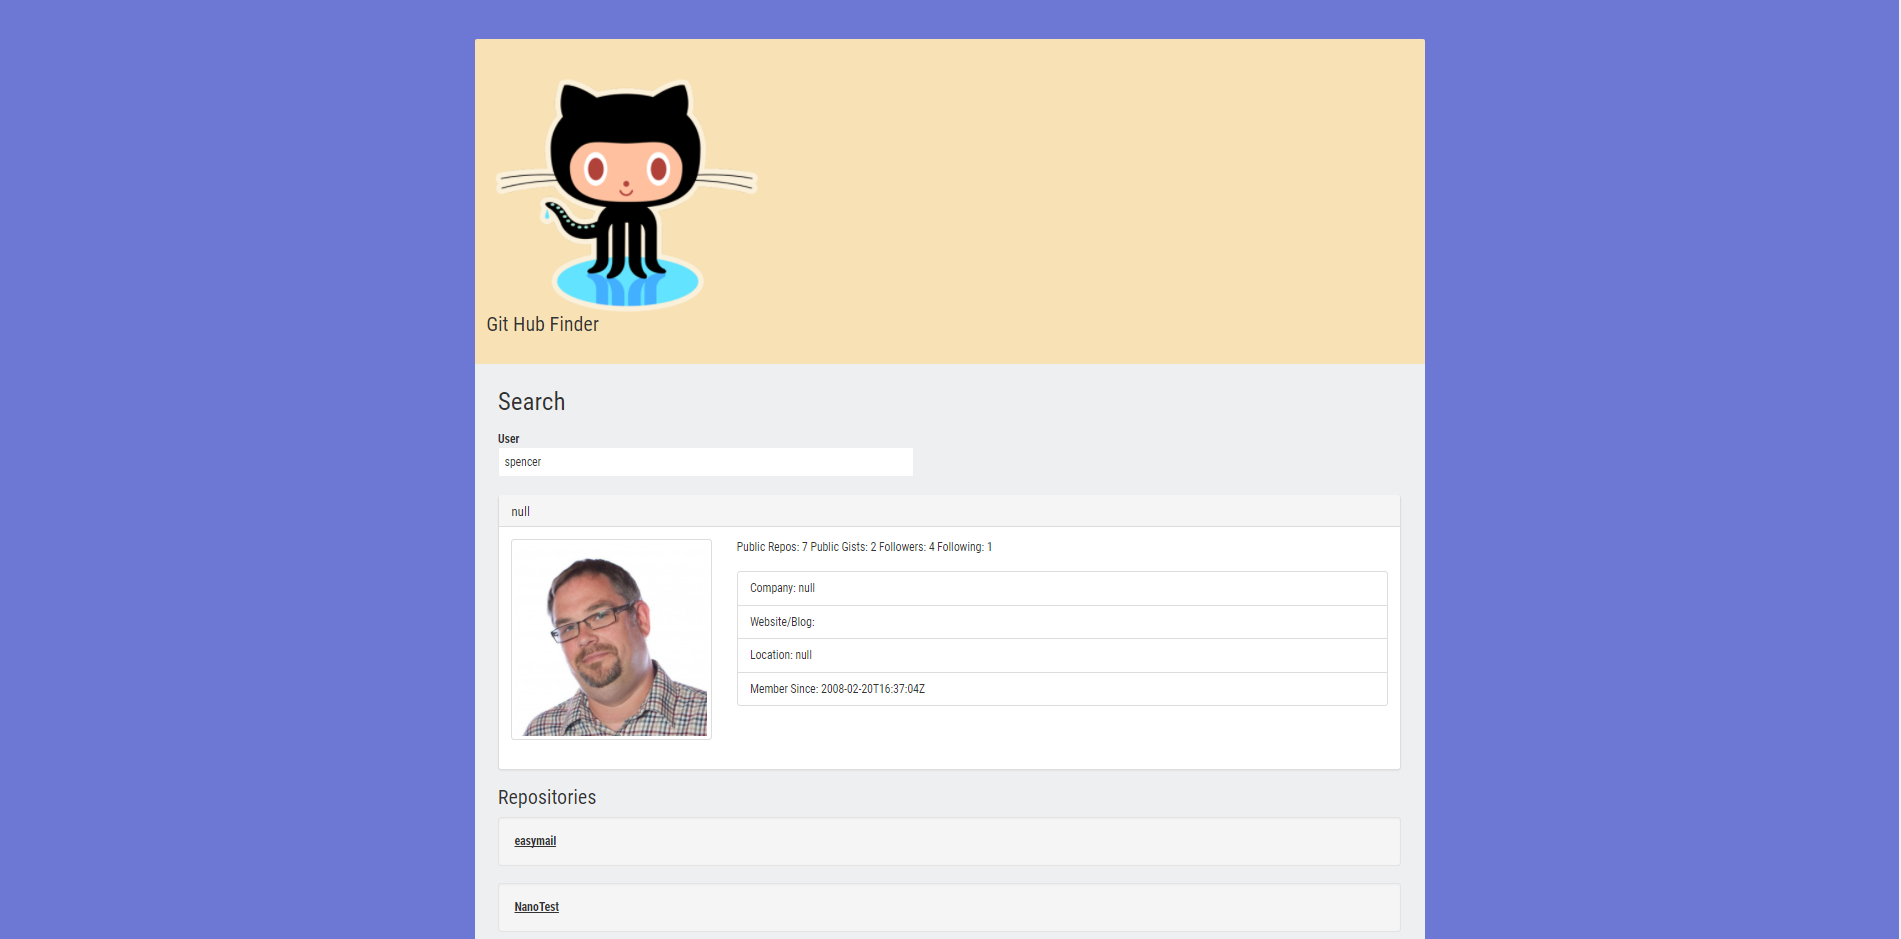 Git Hub Finder
Search
User
spencer
null
Public Repos: 7 Public Gists: 2 Followers: 4 Following: 1
Company: null
Website/Blog:
Location: null
Member Since: 2008-02-20T16:37:04Z
Repositories
easymail
NanoTest